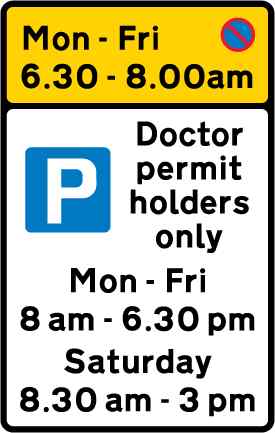 Mon - Fri
6.30 - 8.00am
P
Doctor
permit
holders
only
Mon - Fri
8 am - 6.30 pm
Saturday
8.30 am - 3 pm